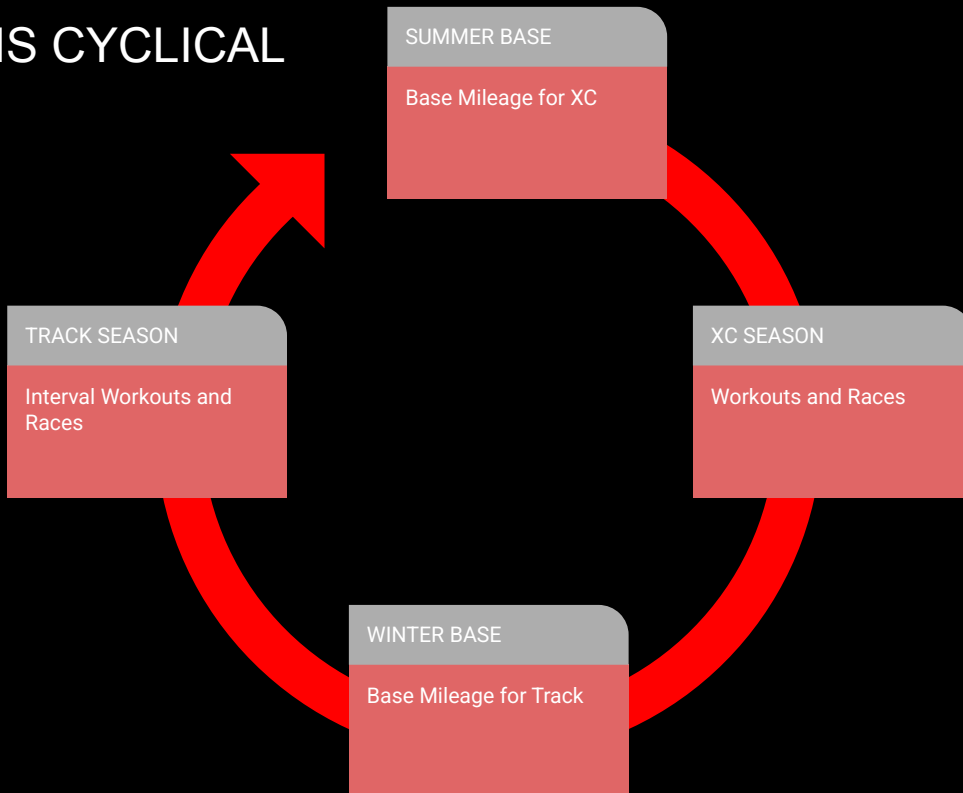 IS CYCLICAL
SUMMER BASE
Base Mileage for XC
TRACK SEASON
Interval Workouts and
Races
XC SEASON
Workouts and Races
WINTER BASE
Base Mileage for Track